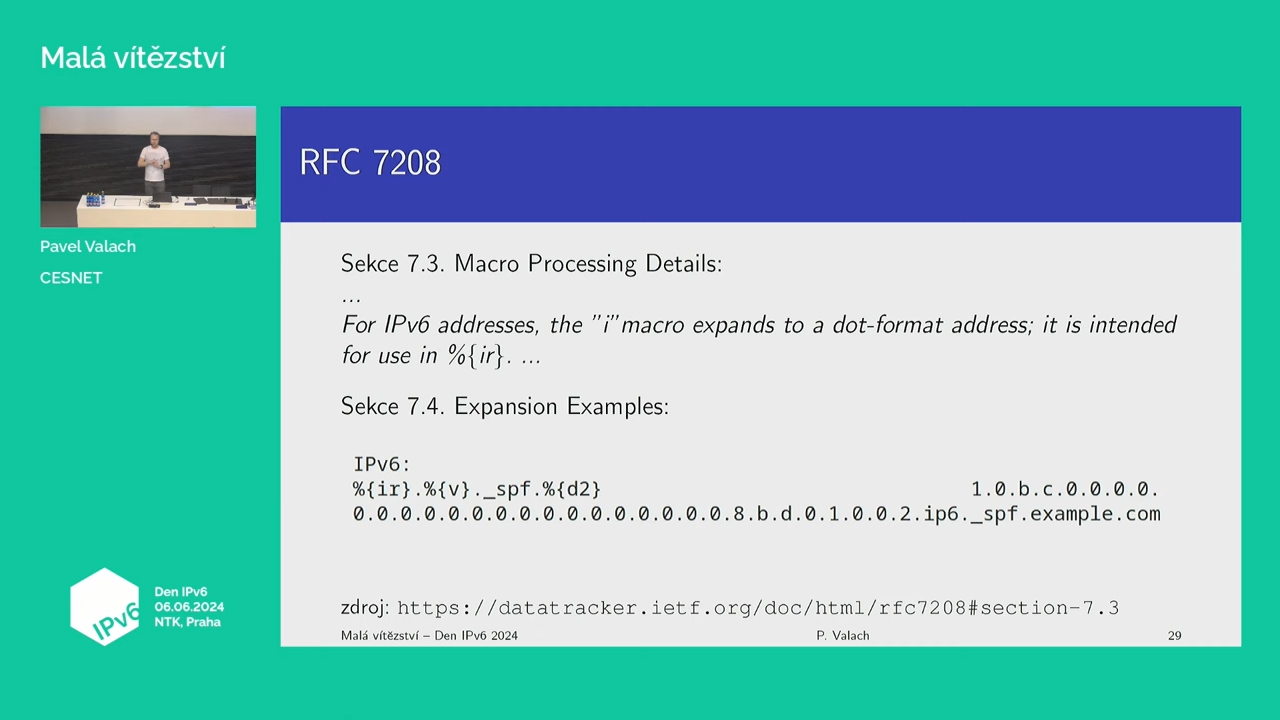 Malá vítězství
Pavel Valach
CESNET
RFC 7208
Sekce 7.3. Macro Processing Details:
...
For IPv6 addresses, the ”i”macro expands to a dot-format address; it is intended
for use in %{ir}. ...
Sekce 7.4. Expansion Examples:
IPv6:
%{ir}.%{v}._spf.%{d2} 1.0.b.c.0.0.0.0.
0.0.0.0.0.0.0.0.0.0.0.0.0.0.0.0.8.b.d.0.1.0.0.2.ip6._spf.example.com
zdroj: https://datatracker.ietf.org/doc/html/rfc7208#section-7.3
Malá vítězství – Den IPv6 2024 P. Valach 29
IPv6
Den IPv6
06.06.2024
NTK, Praha